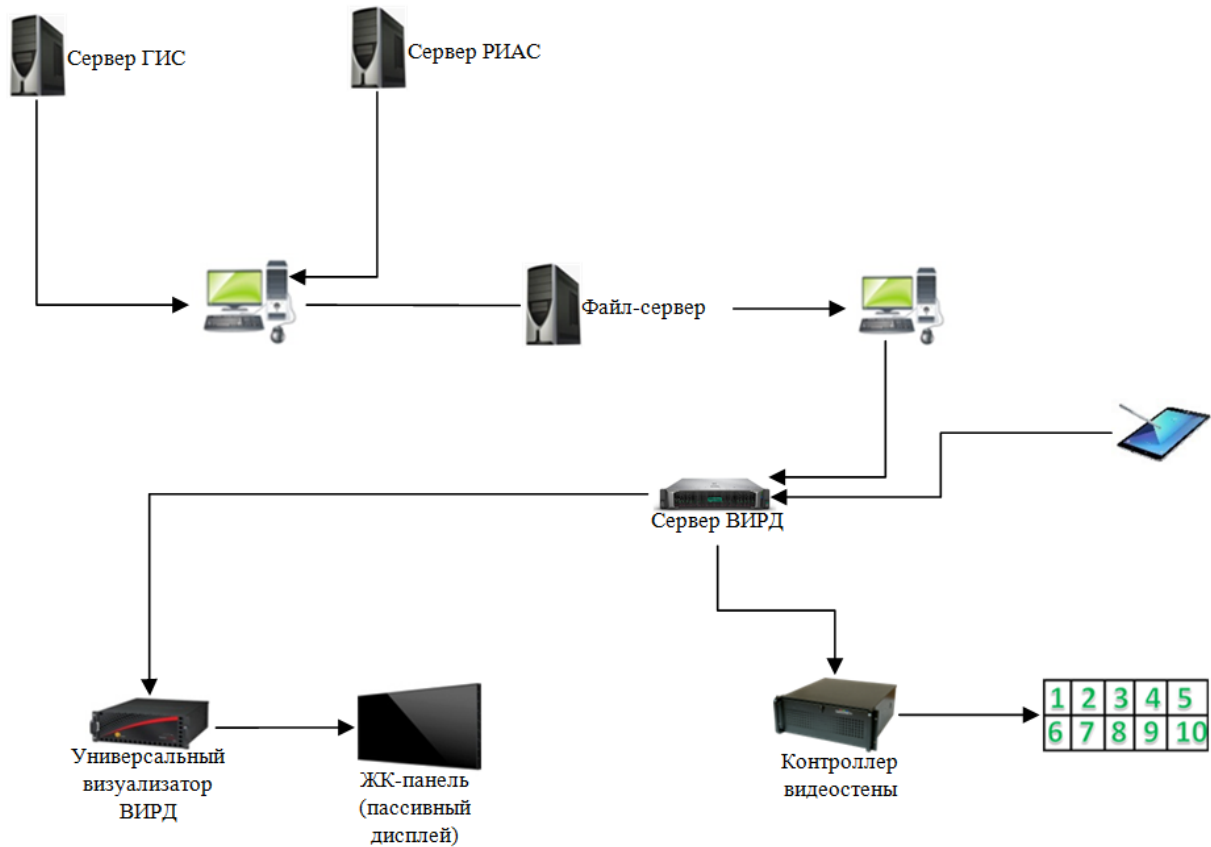 Сервер ГИС
Сервер РИАС
Файл-сервер
Сервер ВИРД
Универсальный
визуализатор
ВИРД
ЖК-панель
(пассивный
дисплей)
Контроллер
видеостены
1 2 3 4 5
6 7 8 9 10